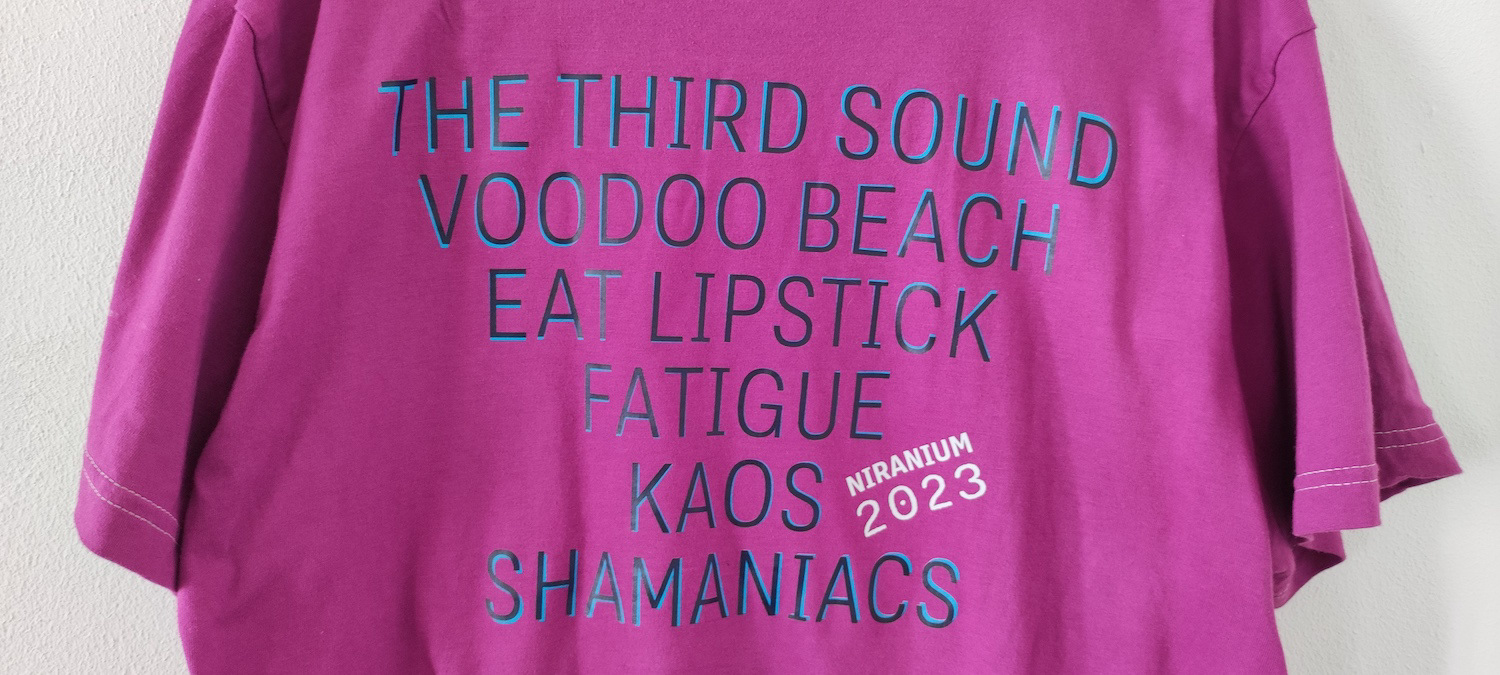 THE THIRD SOUND
VOODOO BEACH
EAT LIPSTICK
FATIGUE
KAOS
NIRANIUM
2023
SHAMANIACS